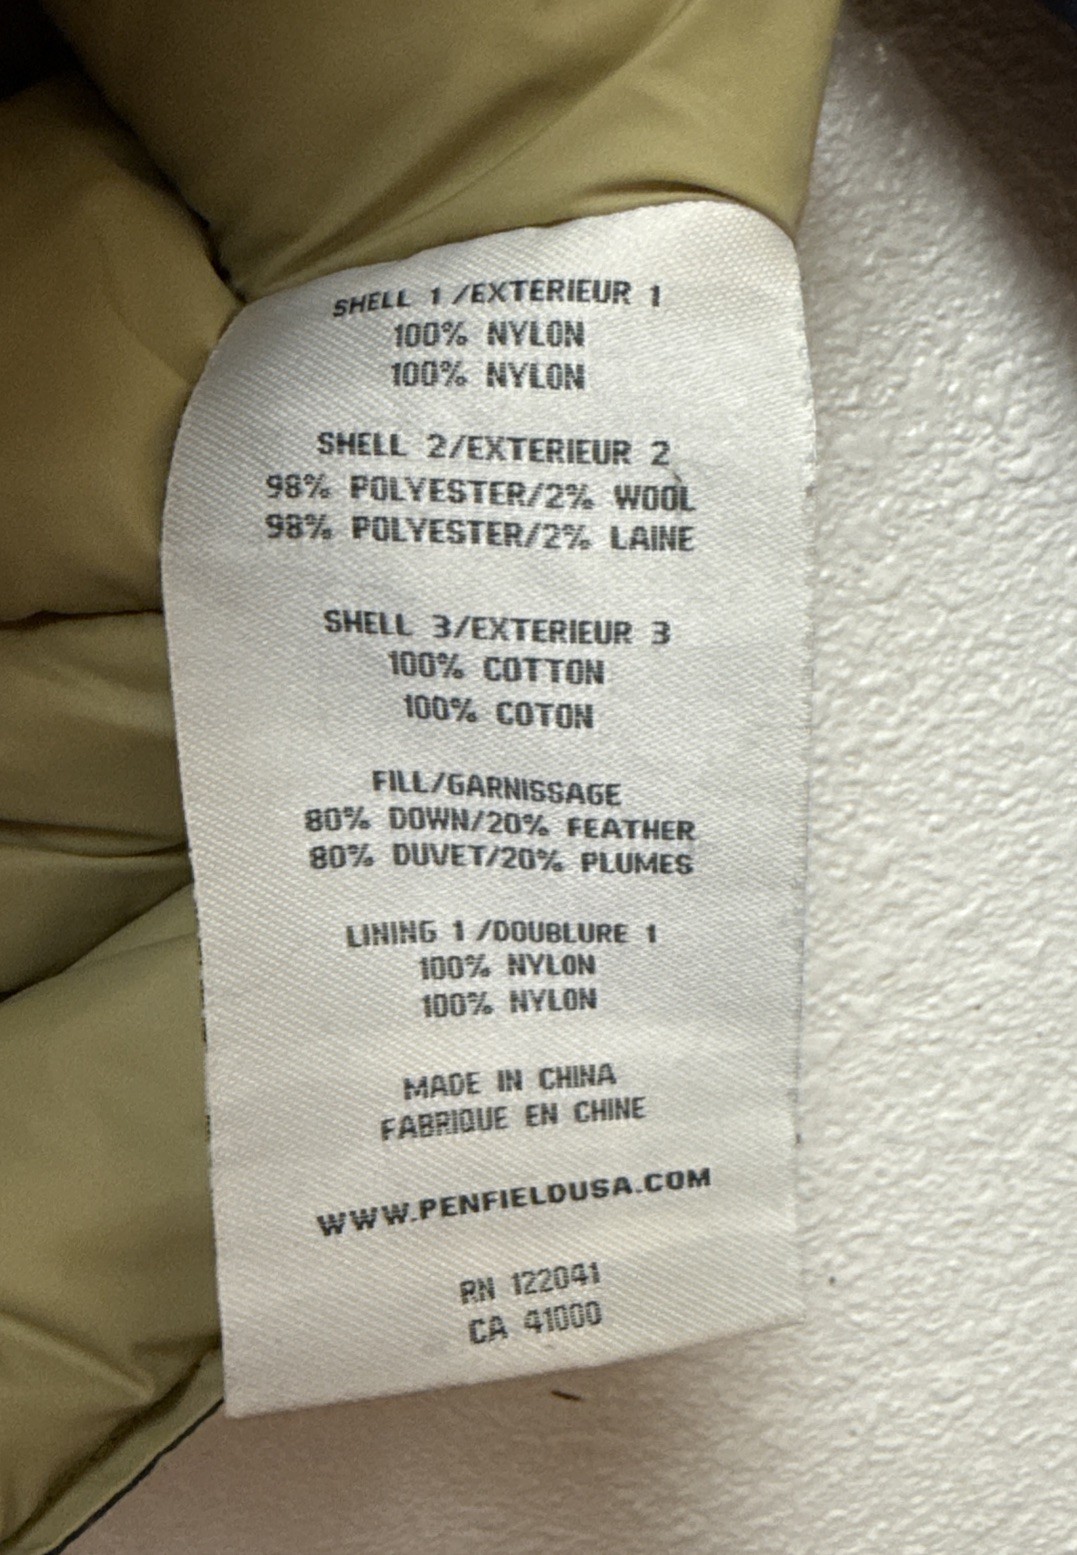 SHELL 1 /EXTERIEUR 1
100% NYLON
100% NYLON
SHELL 2/EXTERIEUR 2
98% POLYESTER/2% WOOL
98% POLYESTER/2% LAINE
SHELL 3/EXTERIEUR 3
100% COTTON
100% COTON
FILL/GARNISSAGE
80% DOWN/20% FEATHER
80% DUVET/20% PLUMES
LINING 1 /DOUBLURE 1
100% NYLON
100% NYLON
MADE IN CHINA
FABRIQUE EN CHINE
WWW.PENFIELDUSA.COM
RN 122041
CA 41000